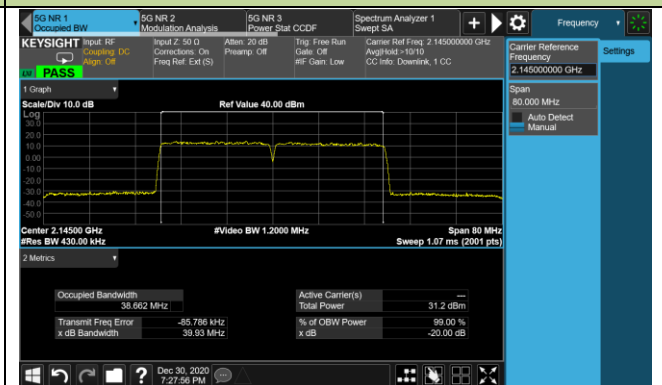 5G NR 1
Occupied BW
5G NR 2
Modulation Analysis
5G NR 3
Power Stat CCDF
Spectrum Analyzer 1
Swept SA
Frequency
KEYSIGHT
Input: RF
Coupling: DC
Align: Off
Input Z: 50 Ω
Corrections: On
Freq Ref: Ext (S)
Atten: 20 dB
Preamp: Off
Trig: Free Run
Gate: Off
#IF Gain: Low
Carrier Ref Freq: 2.145000000 GHz
Avg|Hold:>10/10
CC Info: Downlink, 1 CC
PASS
Carrier Reference
Frequency
2.145000000 GHz
Settings
Span
80.000 MHz
Auto Detect
Manual
1 Graph
Scale/Div 10.0 dB
Ref Value 40.00 dBm
Log
30.0
20.0
10.0
0.00
-10.0
-20.0
-30.0
-40.0
-50.0
Center 2.14500 GHz
#Res BW 430.00 kHz
#Video BW 1.2000 MHz
Span 80 MHz
Sweep 1.07 ms (2001 pts)
2 Metrics
Occupied Bandwidth
38.662 MHz
Active Carrier(s)
---
Total Power
31.2 dBm
Transmit Freq Error
-85.786 kHz
x dB Bandwidth
39.93 MHz
% of OBW Power
99.00 %
x dB
-20.00 dB
?
Dec 30, 2020
7:27:56 PM